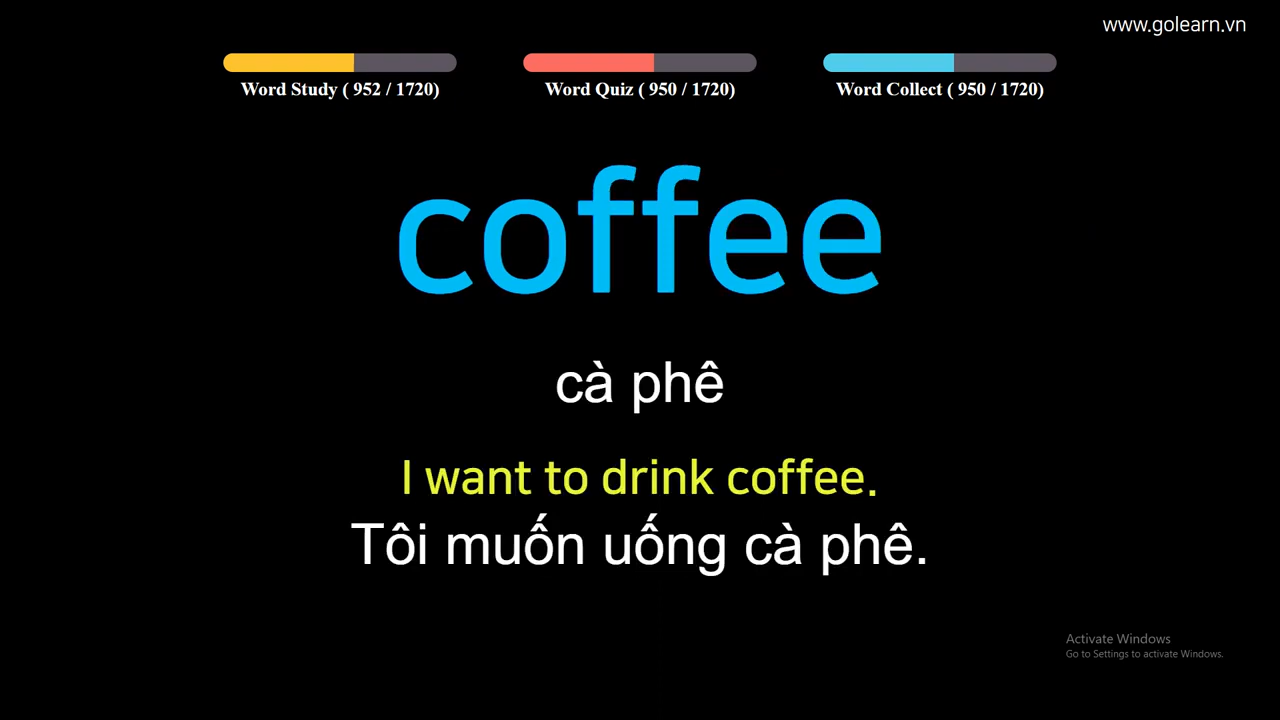 www.golearn.vn
Word Study ( 952 / 1720)
Word Quiz ( 950 / 1720)
Word Collect ( 950 / 1720)
coffee
cà phê
I want to drink coffee.
Tôi muốn uống cà phê.
Activate Windows
Go to Settings to activate Windows.